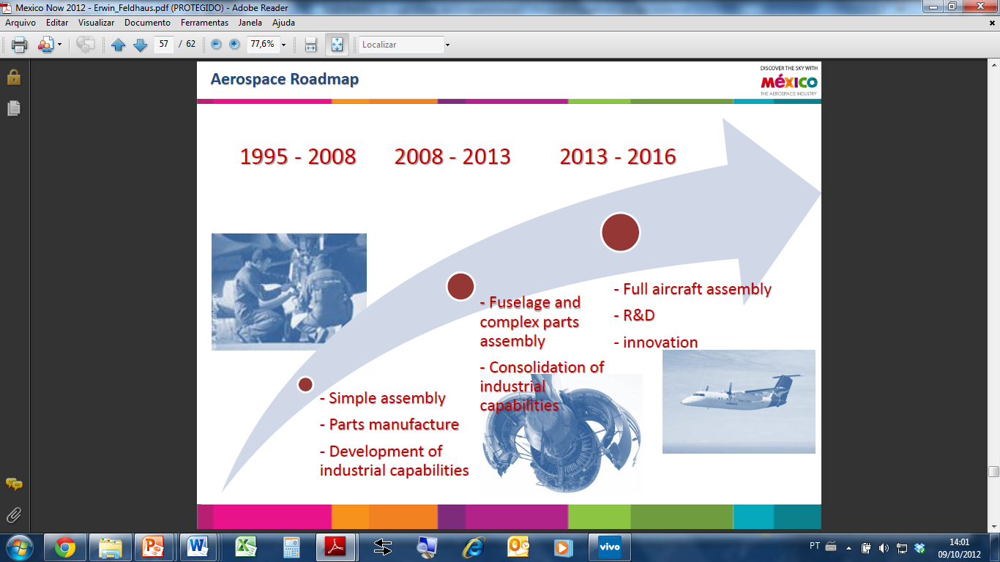 Mexico Now 2012 - Erwin_Feldhaus.pdf (PROTEGIDO) - Adobe Reader
Arquivo Editar Visualizar Documento Ferramentas Janela Ajuda
57 / 62 77,6% Localizar
Aerospace Roadmap
DISCOVER THE SKY WITH
México
THE AEROSPACE INDUSTRY
1995 - 2008 2008 - 2013 2013 - 2016
- Simple assembly
- Parts manufacture
- Development of
industrial capabilities
- Fuselage and
complex parts
assembly
- Consolidation of
industrial
capabilities
- Full aircraft assembly
- R&D
- innovation
vivo
PT
14:01
09/10/2012